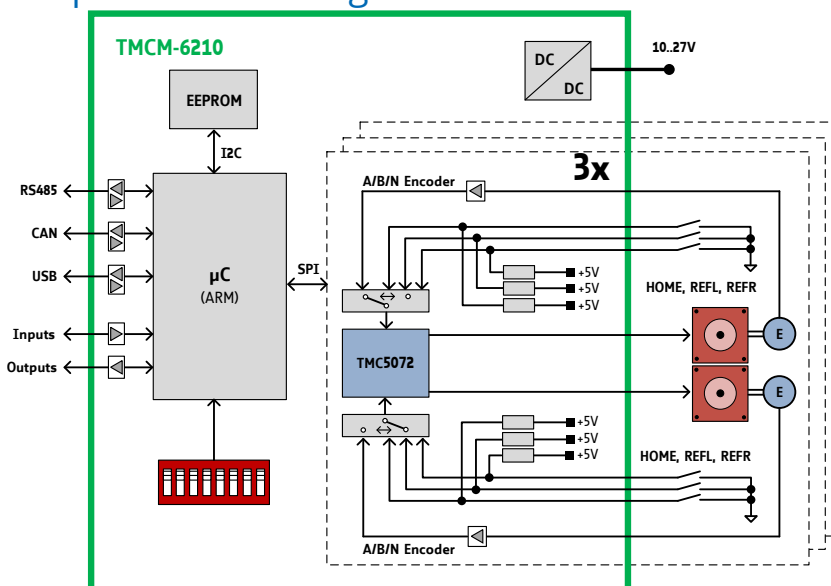 TMCM-6210
DC
DC
10..27V
EEPROM
I2C
3x
A/B/N Encoder
RS485
CAN
USB
Inputs
Outputs
µC
(ARM)
SPI
+5V
+5V
+5V
HOME, REFL, REFR
TMC5072
E
E
+5V
+5V
+5V
HOME, REFL, REFR
A/B/N Encoder